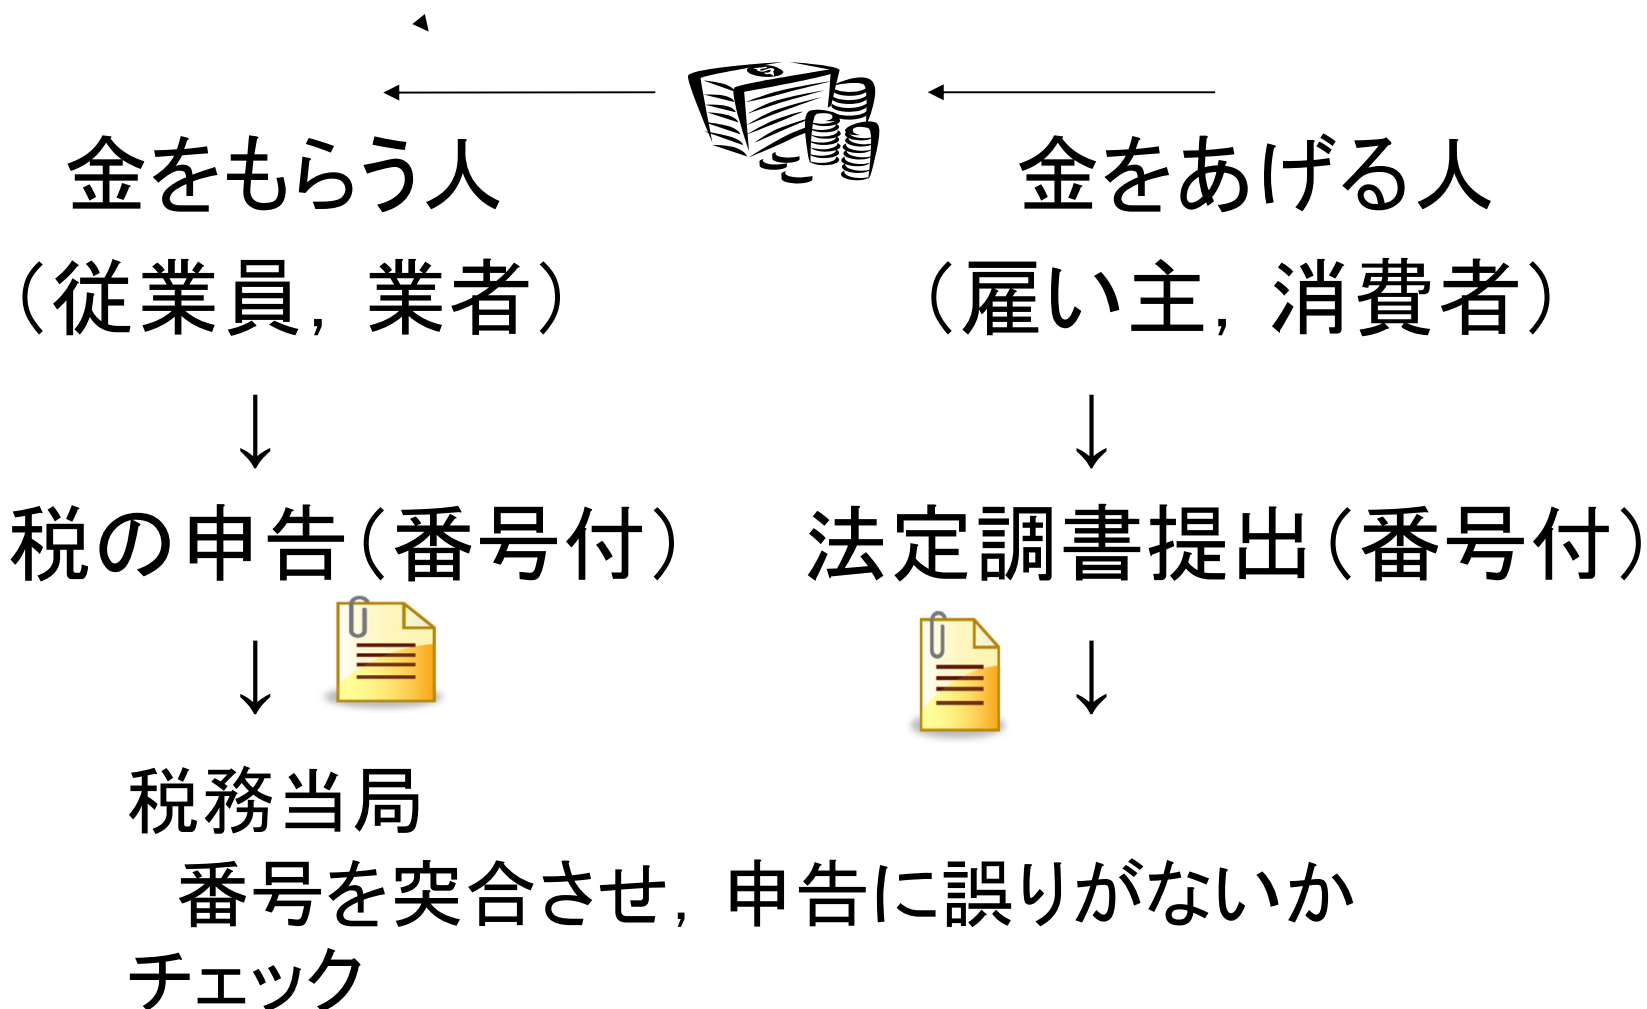 金をもらう人 金をあげる人
（従業員，業者） （雇い主，消費者）
↓ ↓
税の申告（番号付） 法定調書提出（番号付）
↓ ↓
税務当局
番号を突合させ，申告に誤りがないか
チェック